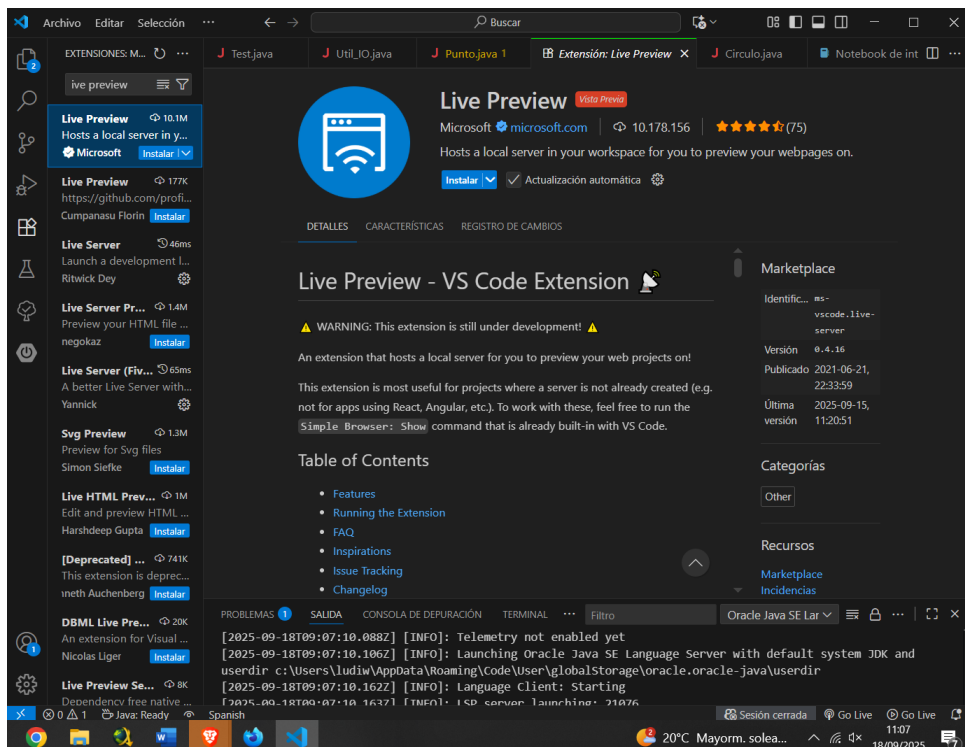 Archivo Editar Selección ··· Buscar
EXTENSIONES: M... ···
Test.java Util_IO.java Punto.java 1 Extensión: Live Preview Circulo.java Notebook de int ···
ive preview
Live Preview 10.1M
Hosts a local server in y...
Microsoft Instalar
Live Preview 177K
https://github.com/profi...
Cumpanasu Florin Instalar
Live Server 46ms
Launch a development l...
Ritwick Dey
Live Server Pr... 1.4M
Preview your HTML file ...
negokaz Instalar
Live Server (Fiv... 65ms
A better Live Server with...
Yannick
Svg Preview 1.3M
Preview for Svg files
Simon Siefke Instalar
Live HTML Prev... 1M
Edit and preview HTML ...
Harshdeep Gupta Instalar
[Deprecated] ... 741K
This extension is deprec...
nneth Auchenberg Instalar
DBML Live Pre... 20K
An extension for Visual ...
Nicolas Liger Instalar
Live Preview Se... 8K
Dependency free native ...
Live Preview Vista Previa
Microsoft microsoft.com 10.178.156 (75)
Hosts a local server in your workspace for you to preview your webpages on.
Instalar Actualización automática
DETALLES CARACTERÍSTICAS REGISTRO DE CAMBIOS
Live Preview - VS Code Extension
WARNING: This extension is still under development!
An extension that hosts a local server for you to preview your web projects on!
This extension is most useful for projects where a server is not already created (e.g.
not for apps using React, Angular, etc.). To work with these, feel free to run the
Simple Browser: Show command that is already built-in with VS Code.
Table of Contents
• Features
• Running the Extension
• FAQ
• Inspirations
• Issue Tracking
• Changelog
Marketplace
Identific... ms-
vscode.live-
server
Versión 0.4.16
Publicado 2021-06-21,
22:33:59
Última 2025-09-15,
versión 11:20:51
Categorías
Other
Recursos
Marketplace
Incidencias
PROBLEMAS 1 SALIDA CONSOLA DE DEPURACIÓN TERMINAL ··· Filtro Oracle Java SE Lar ···
[2025-09-18T09:07:10.088Z] [INFO]: Telemetry not enabled yet
[2025-09-18T09:07:10.106Z] [INFO]: Launching Oracle Java SE Language Server with default system JDK and
userdir c:\Users\ludiw\AppData\Roaming\Code\User\globalStorage\oracle.oracle-java\userdir
[2025-09-18T09:07:10.162Z] [INFO]: Language Client: Starting
[2025-09-18T09:07:10.163Z] [INFO]: LSP server launching: 21076
2
1
0 1 Java: Ready Spanish Sesión cerrada Go Live Go Live
20°C Mayorm. solea... 11:07
18/09/2025